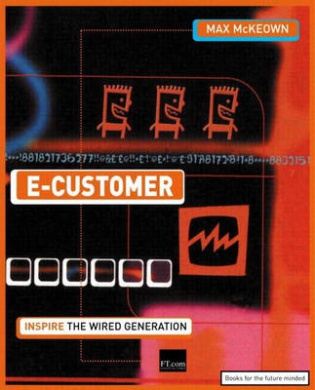 MAX McKEOWN
E-CUSTOMER
INSPIRE THE WIRED GENERATION
FT.com
Books for the future minded